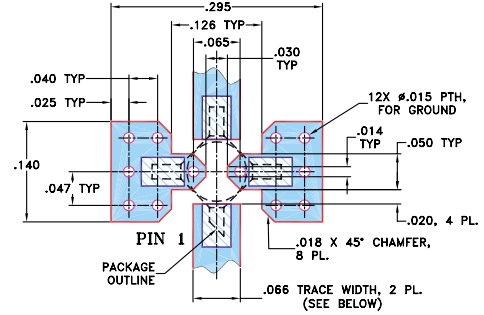 .295
.126 TYP
.065
.040 TYP
.030
TYP
.025 TYP
12X ø.015 PTH,
FOR GROUND
.014
TYP
.050 TYP
.140
.047 TYP
.020, 4 PL.
PIN 1
.018 X 45° CHAMFER,
8 PL.
PACKAGE
OUTLINE
.066 TRACE WIDTH, 2 PL.
(SEE BELOW)